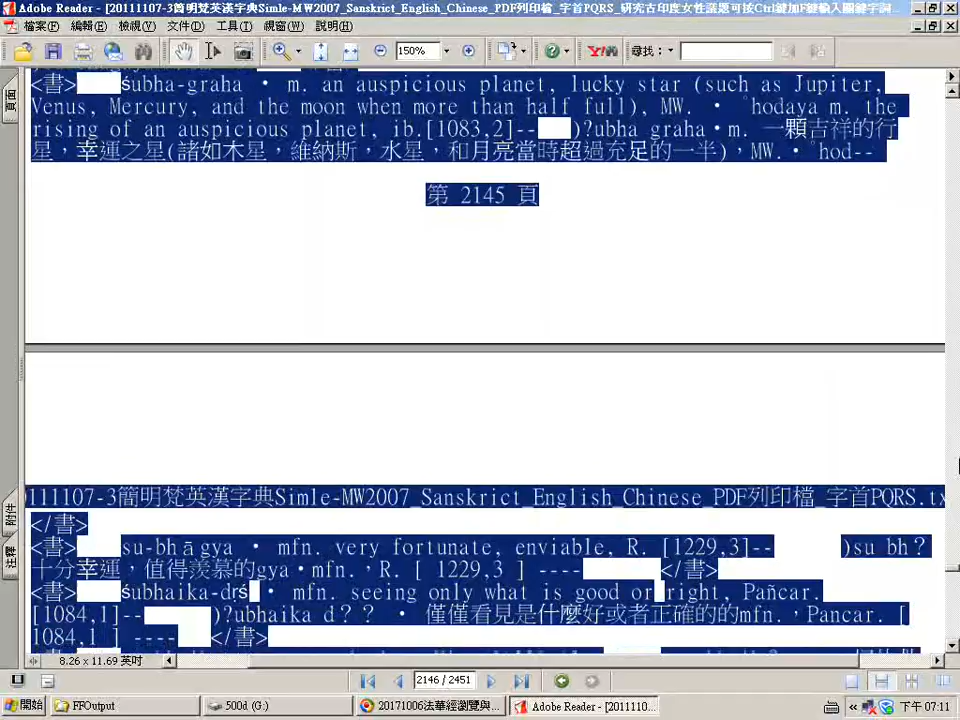 Adobe Reader - [20111107-3簡明梵英漢字典Simle-MW2007_Sanskrict_English_Chinese_PDF列印檔_字首PQRS_研究古印度女性議題可按Ctrl鍵加F鍵輸入關鍵字詞...
檔案(F) 編輯(E) 檢視(V) 文件(D) 工具(T) 視窗(W) 說明(H)
150% Y! 尋找：
頁面
<書> śubha-graha ‧ m. an auspicious planet, lucky star (such as Jupiter,
Venus, Mercury, and the moon when more than half full), MW. ‧ °hodaya m. the
rising of an auspicious planet, ib.[1083,2]-- )?ubha graha‧m. 一顆吉祥的行
星，幸運之星(諸如木星，維納斯，水星，和月亮當時超過充足的一半)，MW.‧°hod--
第 2145 頁
0111107-3簡明梵英漢字典Simle-MW2007_Sanskrict_English_Chinese_PDF列印檔_字首PQRS.tx
</書>
<書> su-bhāgya ‧ mfn. very fortunate, enviable, R. [1229,3]-- )su bh？
十分幸運，值得羨慕的gya‧mfn.，R. [ 1229,3 ] ---- </書>
<書> śubhaika-dṛś ‧ mfn. seeing only what is good or right, Pañcar.
[1084,1]-- )?ubhaika d？？ ‧ 僅僅看見是什麼好或者正確的的mfn.，Pancar. [
1084,1 ] ---- </書>
附件
注釋
8.26 x 11.69 英吋
2146 / 2451
開始 FFOutput 500d (G:) 20171006法華經瀏覽與... Adobe Reader - [2011110... 下午 07:11